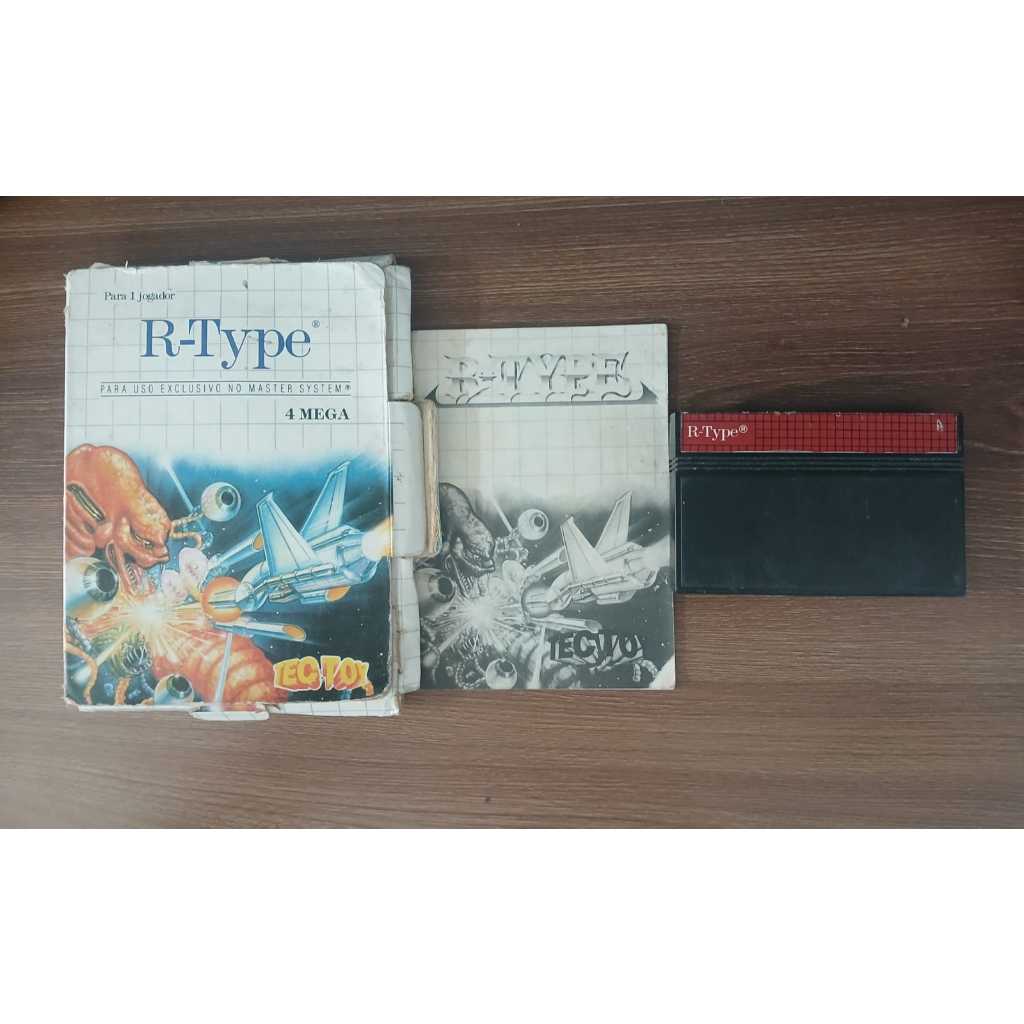 Para 1 jogador
R-Type®
PARA USO EXCLUSIVO NO MASTER SYSTEM®
4 MEGA
TEC TOY
R-TYPE
TEC TOY
R-Type®